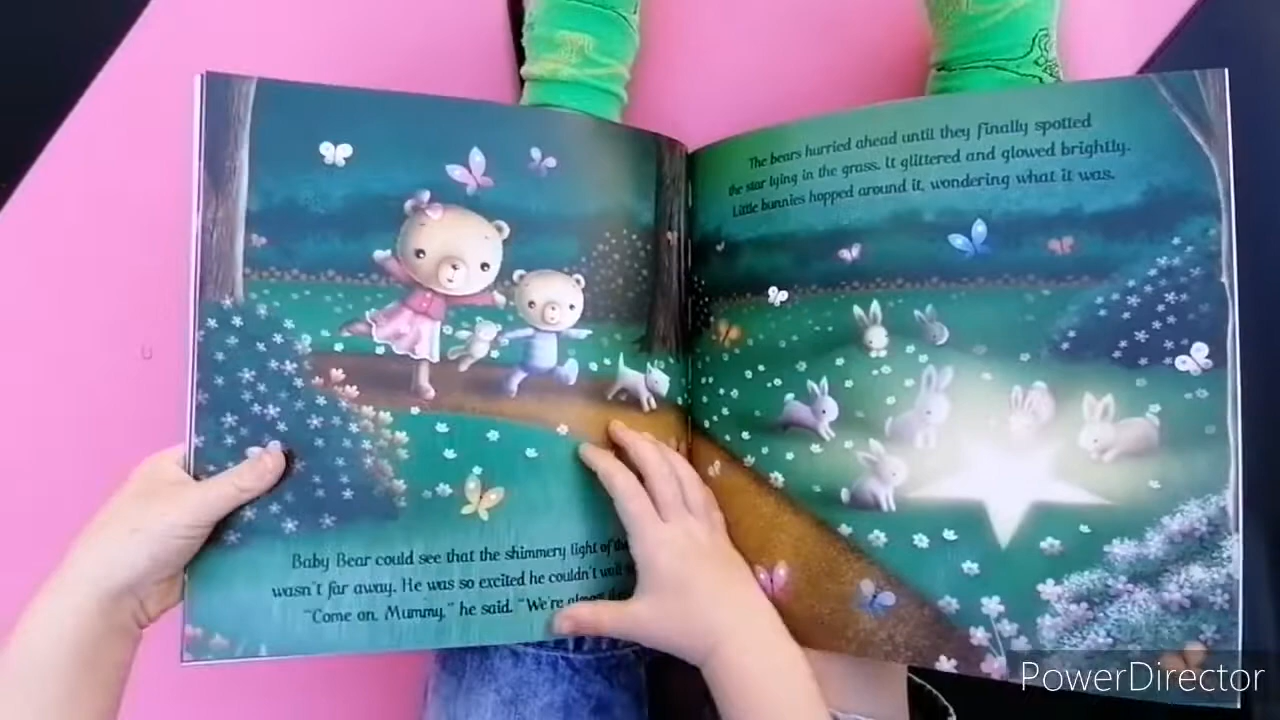 Baby Bear could see that the shimmery light of the
wasn't far away. He was so excited he couldn't
"Come on, Mummy," he said. "We're
The bears hurried ahead until they finally spotted
the star lying in the grass. It glittered and glowed brightly.
Little bunnies hopped around it, wondering what it was.
PowerDirector